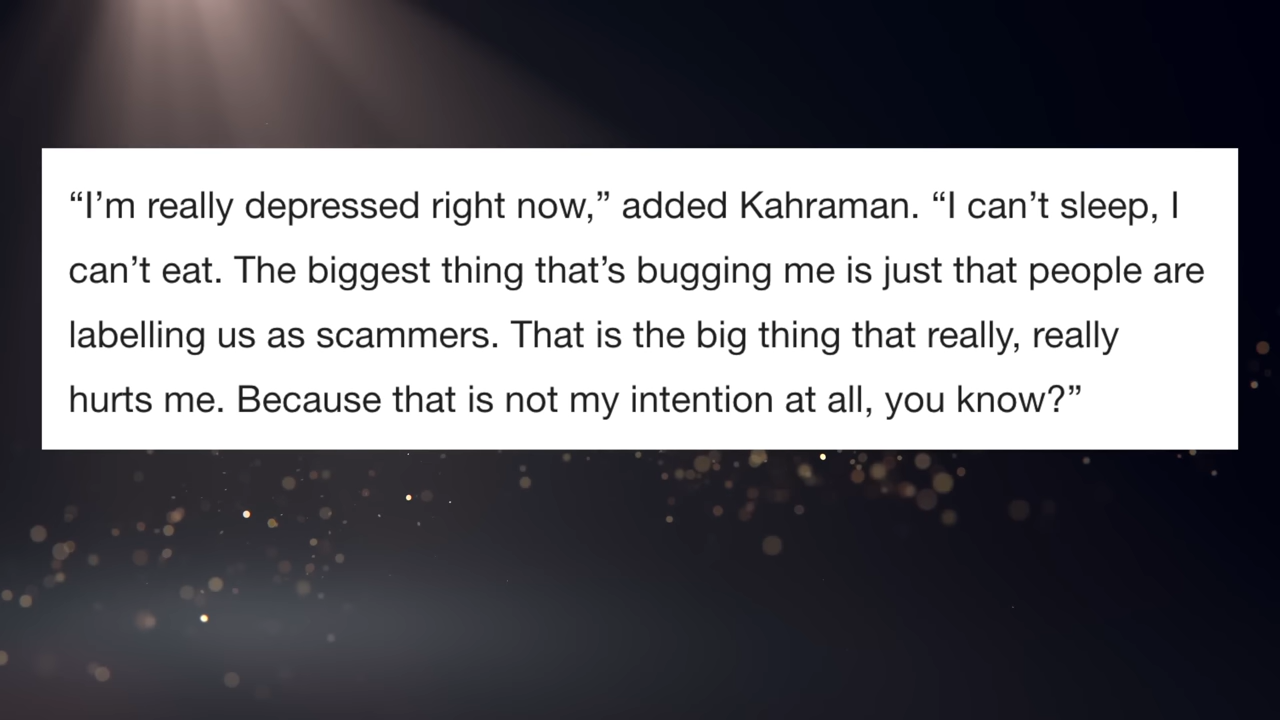 “I’m really depressed right now,” added Kahraman. “I can’t sleep, I
can’t eat. The biggest thing that’s bugging me is just that people are
labelling us as scammers. That is the big thing that really, really
hurts me. Because that is not my intention at all, you know?”